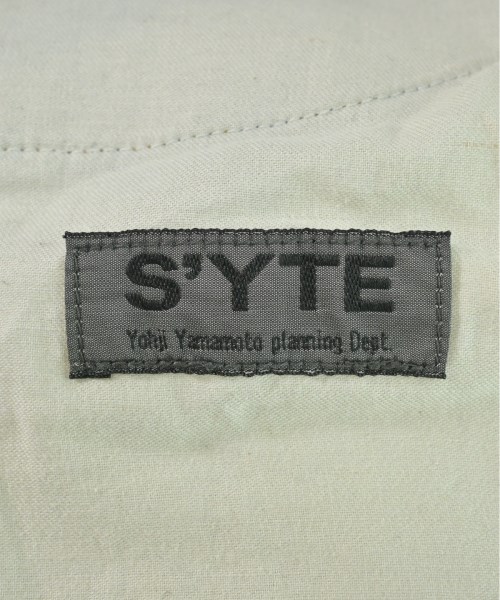 S'YTE
Yohji Yamamoto planning Dept.